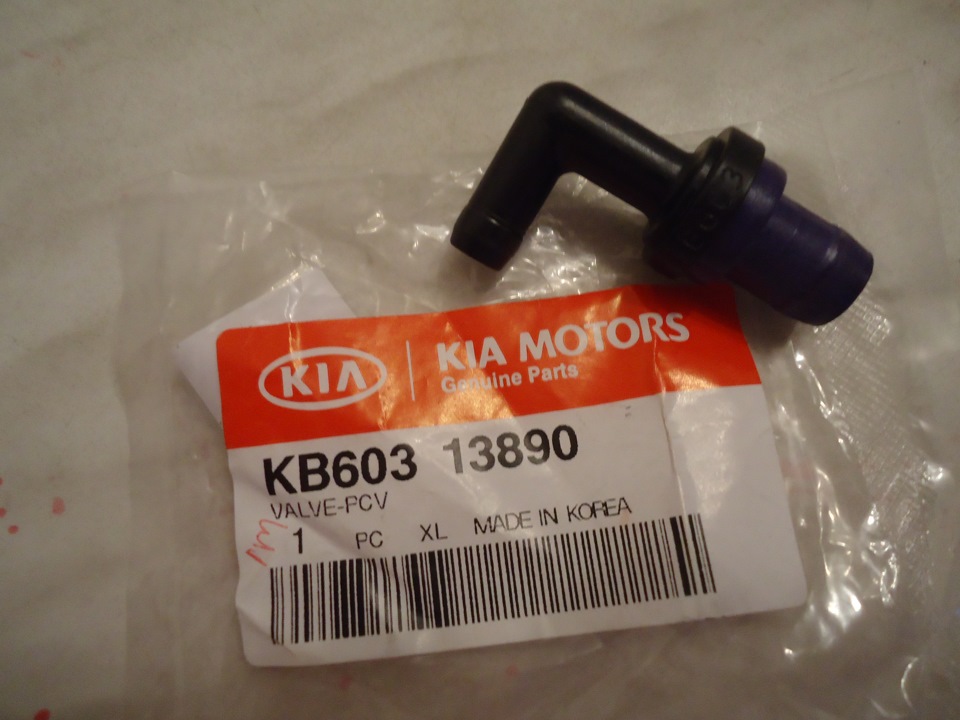 KIA
KIA MOTORS
Genuine Parts
KB603 13890
VALVE-PCV
1 PC XL MADE IN KOREA